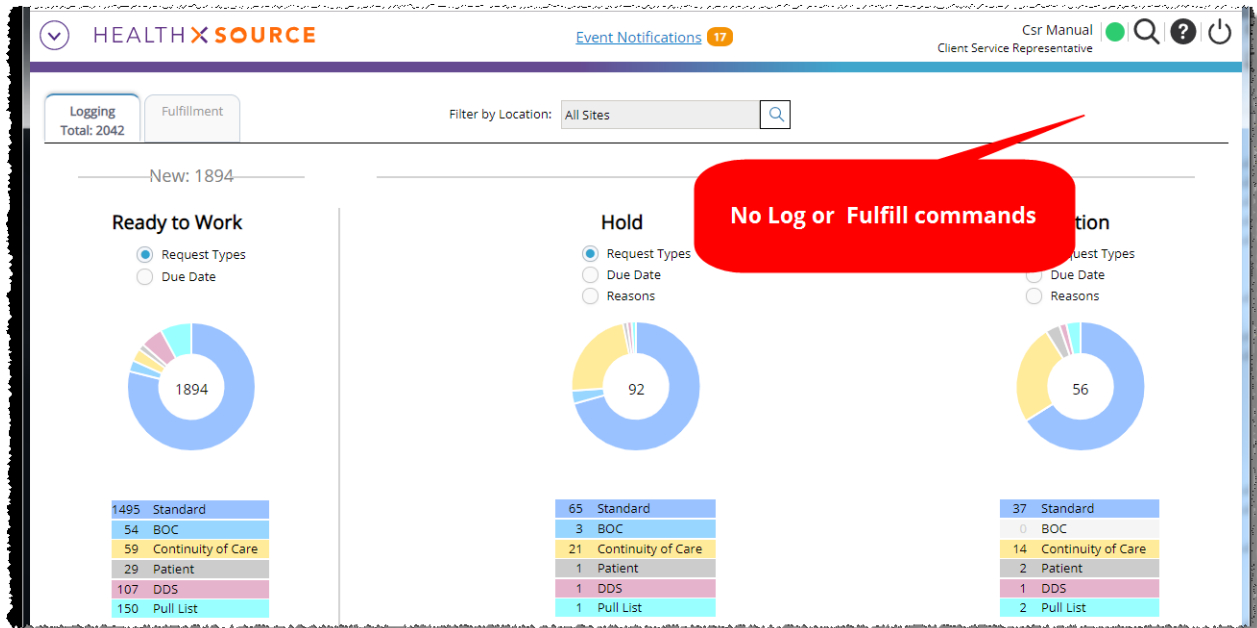 HEALTHXSOURCE
Event Notifications 17
Csr Manual
Client Service Representative
?
Logging
Total: 2042
Fulfillment
Filter by Location: All Sites
New: 1894
No Log or Fulfill commands
Ready to Work
Request Types
Due Date
1894
1495 Standard
54 BOC
59 Continuity of Care
29 Patient
107 DDS
150 Pull List
Hold
Request Types
Due Date
Reasons
92
65 Standard
3 BOC
21 Continuity of Care
1 Patient
1 DDS
1 Pull List
tion
quest Types
Due Date
Reasons
56
37 Standard
0 BOC
14 Continuity of Care
2 Patient
1 DDS
2 Pull List